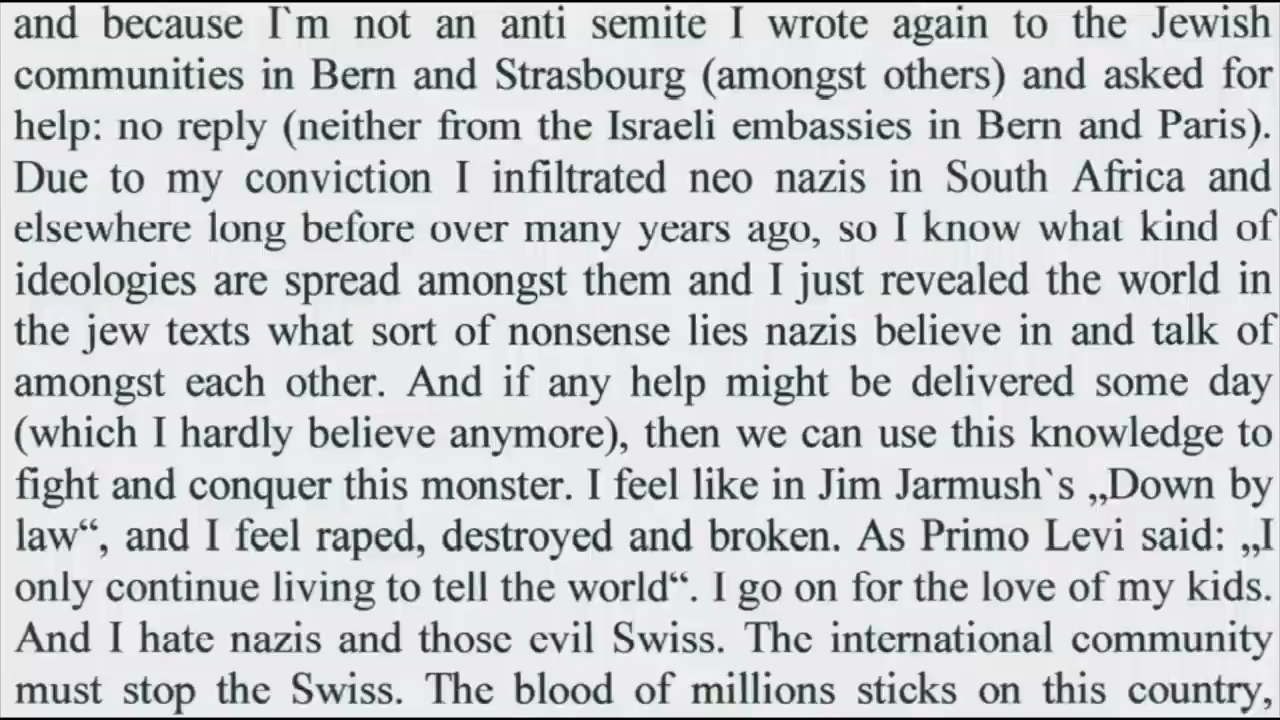 and because I`m not an anti semite I wrote again to the Jewish
communities in Bern and Strasbourg (amongst others) and asked for
help: no reply (neither from the Israeli embassies in Bern and Paris).
Due to my conviction I infiltrated neo nazis in South Africa and
elsewhere long before over many years ago, so I know what kind of
ideologies are spread amongst them and I just revealed the world in
the jew texts what sort of nonsense lies nazis believe in and talk of
amongst each other. And if any help might be delivered some day
(which I hardly believe anymore), then we can use this knowledge to
fight and conquer this monster. I feel like in Jim Jarmush`s „Down by
law“, and I feel raped, destroyed and broken. As Primo Levi said: „I
only continue living to tell the world“. I go on for the love of my kids.
And I hate nazis and those evil Swiss. The international community
must stop the Swiss. The blood of millions sticks on this country,